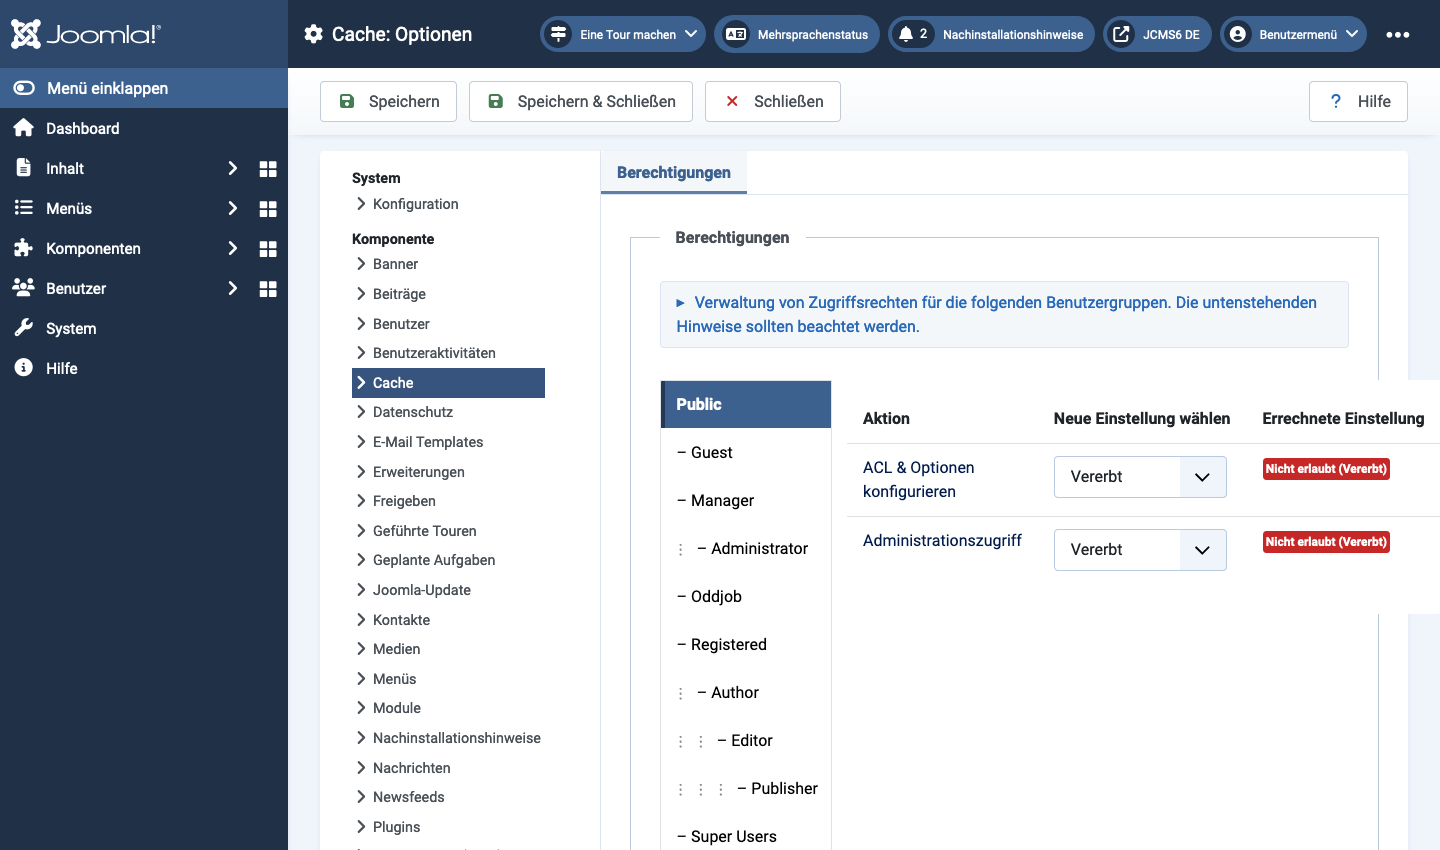 Joomla!®
Cache: Optionen
Eine Tour machen
Mehrsprachenstatus
2 Nachinstallationshinweise
JCMS6 DE
Benutzermenü
Menü einklappen
Dashboard
Inhalt
Menüs
Komponenten
Benutzer
System
Hilfe
Speichern
Speichern & Schließen
Schließen
? Hilfe
System
Konfiguration
Komponente
Banner
Beiträge
Benutzer
Benutzeraktivitäten
Cache
Datenschutz
E-Mail Templates
Erweiterungen
Freigeben
Geführte Touren
Geplante Aufgaben
Joomla-Update
Kontakte
Medien
Menüs
Module
Nachinstallationshinweise
Nachrichten
Newsfeeds
Plugins
Berechtigungen
Berechtigungen
► Verwaltung von Zugriffsrechten für die folgenden Benutzergruppen. Die untenstehenden
Hinweise sollten beachtet werden.
Public
– Guest
– Manager
⋮ – Administrator
– Oddjob
– Registered
⋮ – Author
⋮ ⋮ – Editor
⋮ ⋮ ⋮ – Publisher
– Super Users
Aktion Neue Einstellung wählen Errechnete Einstellung
ACL & Optionen
konfigurieren
Vererbt
Nicht erlaubt (Vererbt)
Administrationszugriff
Vererbt
Nicht erlaubt (Vererbt)